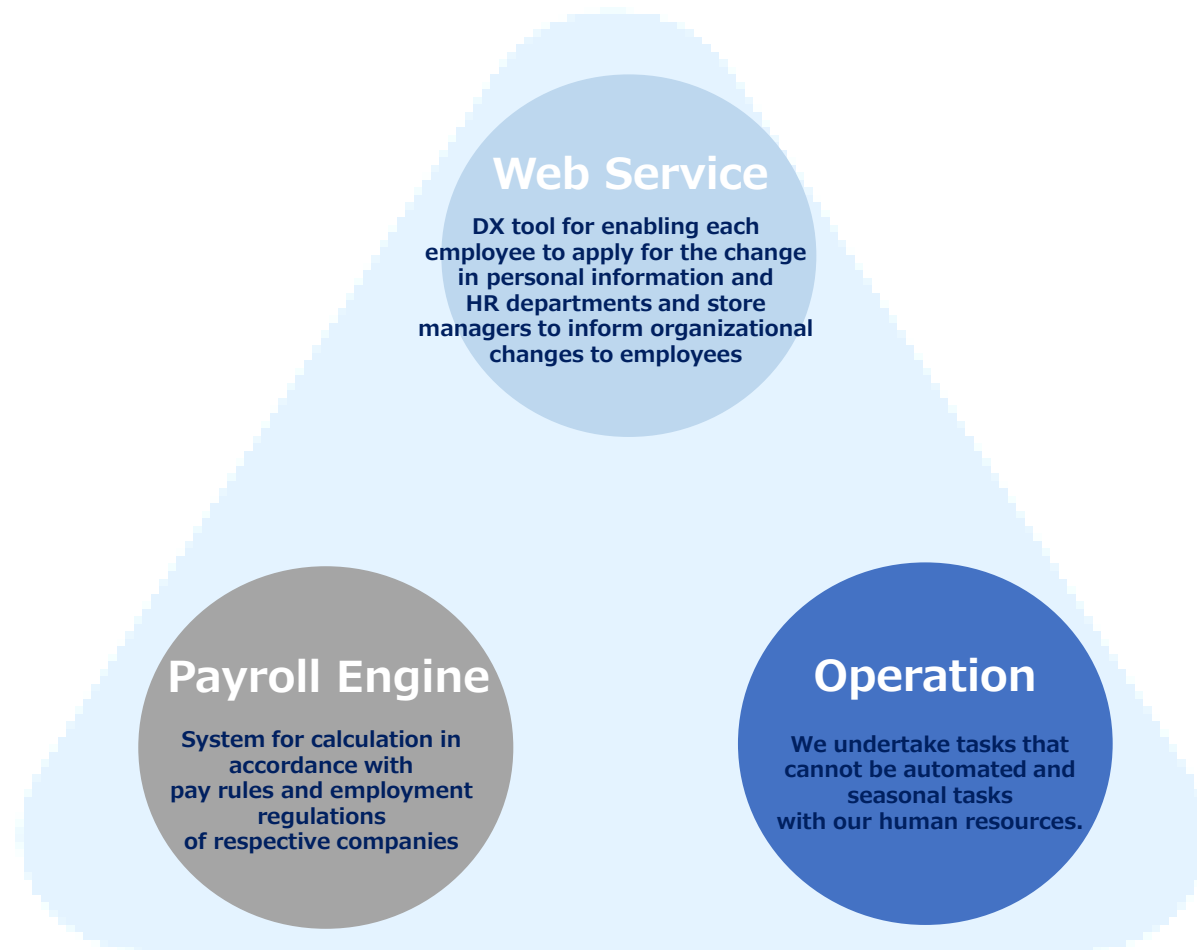 Web Service
DX tool for enabling each
employee to apply for the change
in personal information and
HR departments and store
managers to inform organizational
changes to employees
Payroll Engine
System for calculation in
accordance with
pay rules and employment
regulations
of respective companies
Operation
We undertake tasks that
cannot be automated and
seasonal tasks
with our human resources.